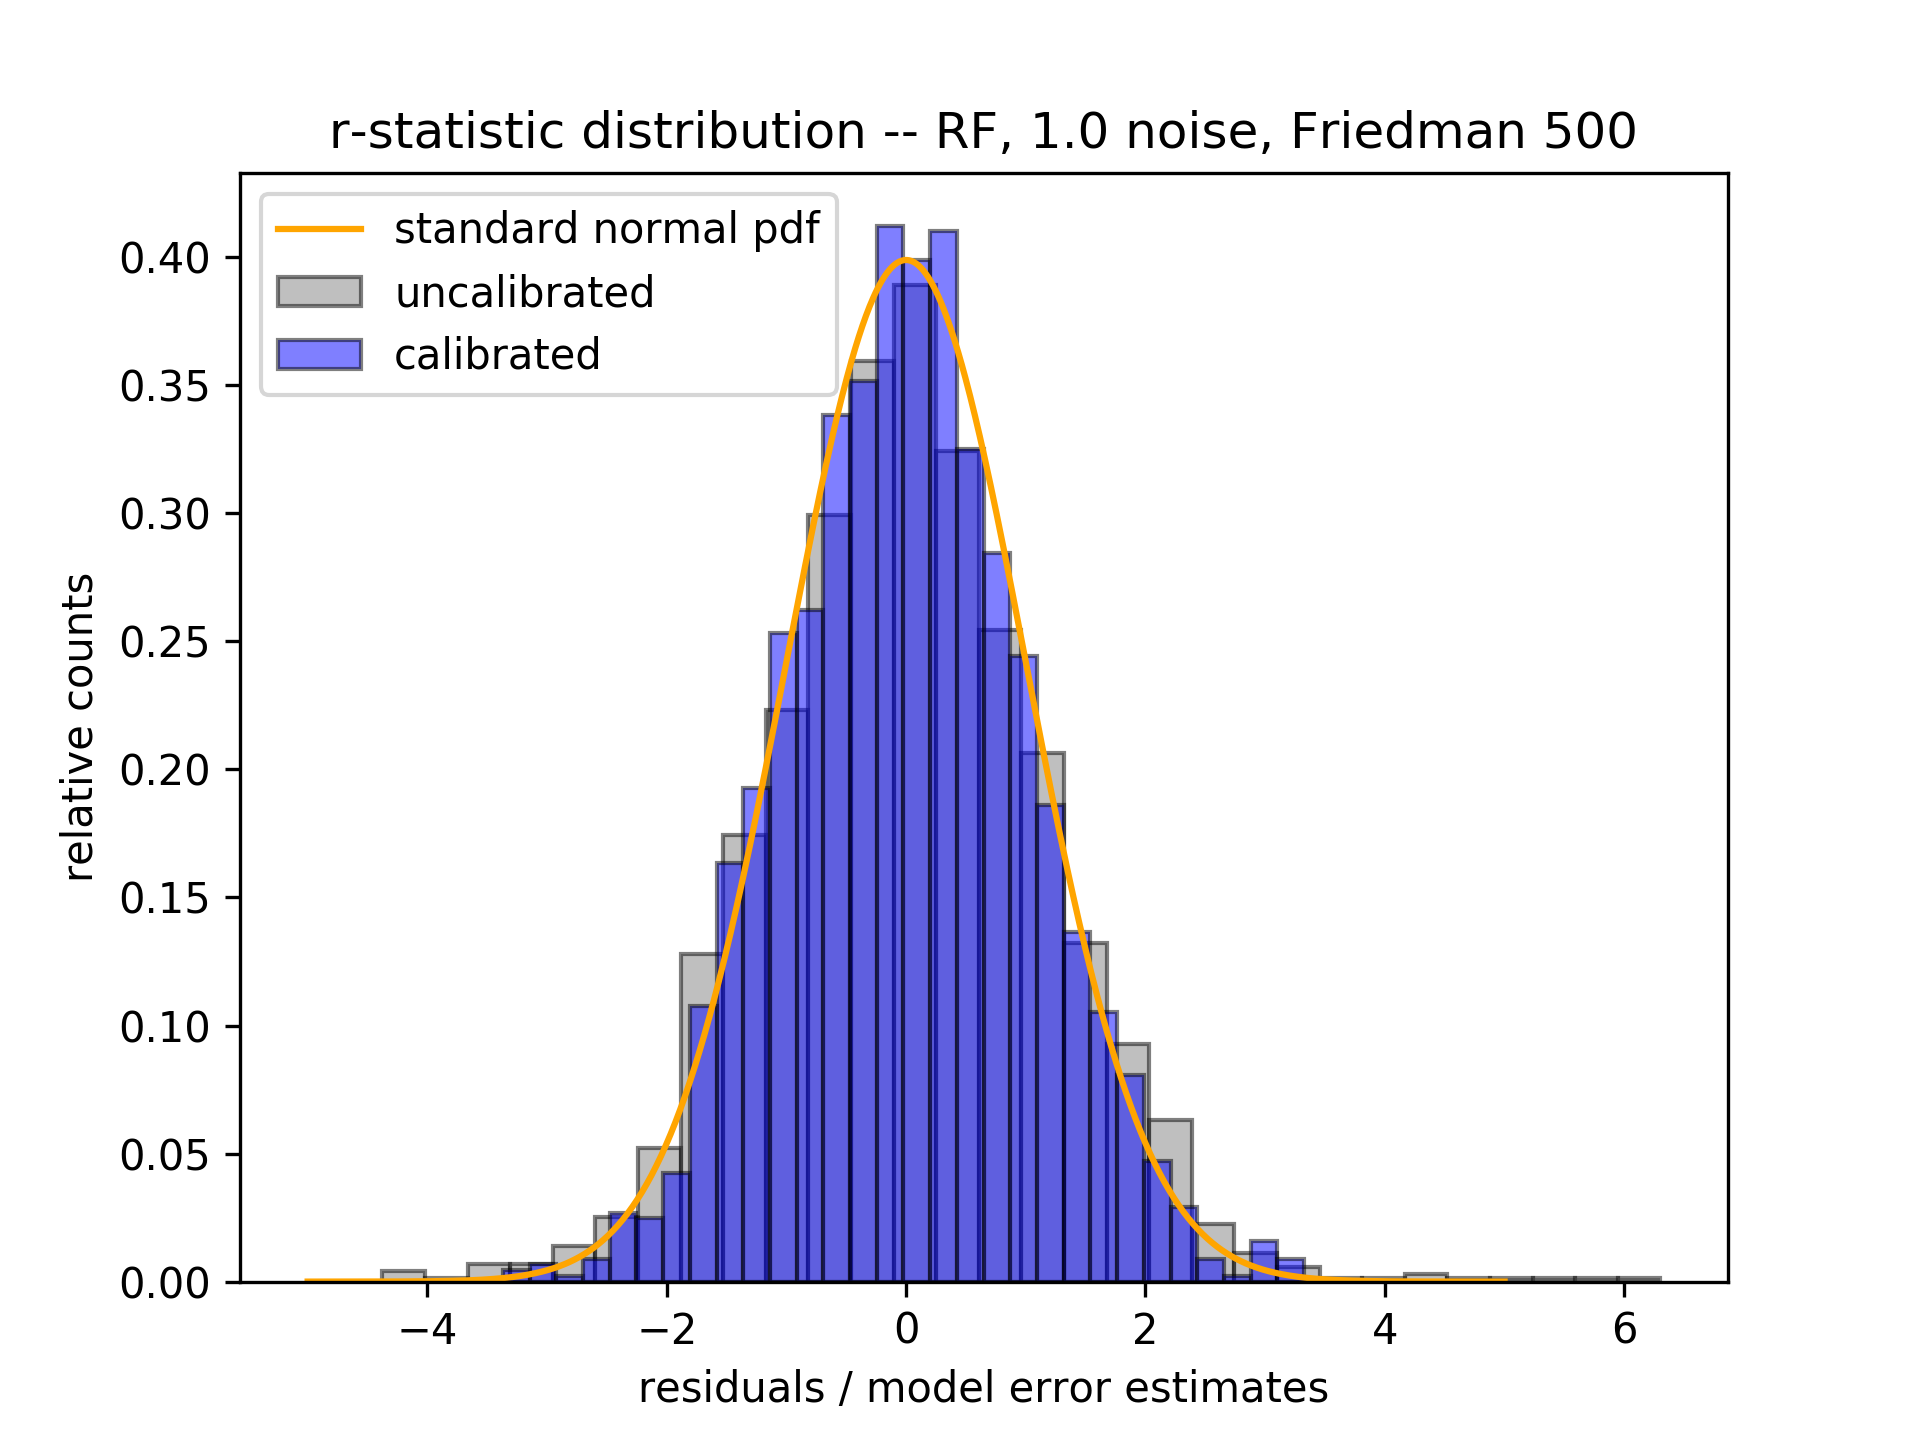 r-statistic distribution -- RF, 1.0 noise, Friedman 500
standard normal pdf
uncalibrated
calibrated
0.40
0.35
0.30
0.25
0.20
0.15
0.10
0.05
0.00
relative counts
−4 −2 0 2 4 6
residuals / model error estimates